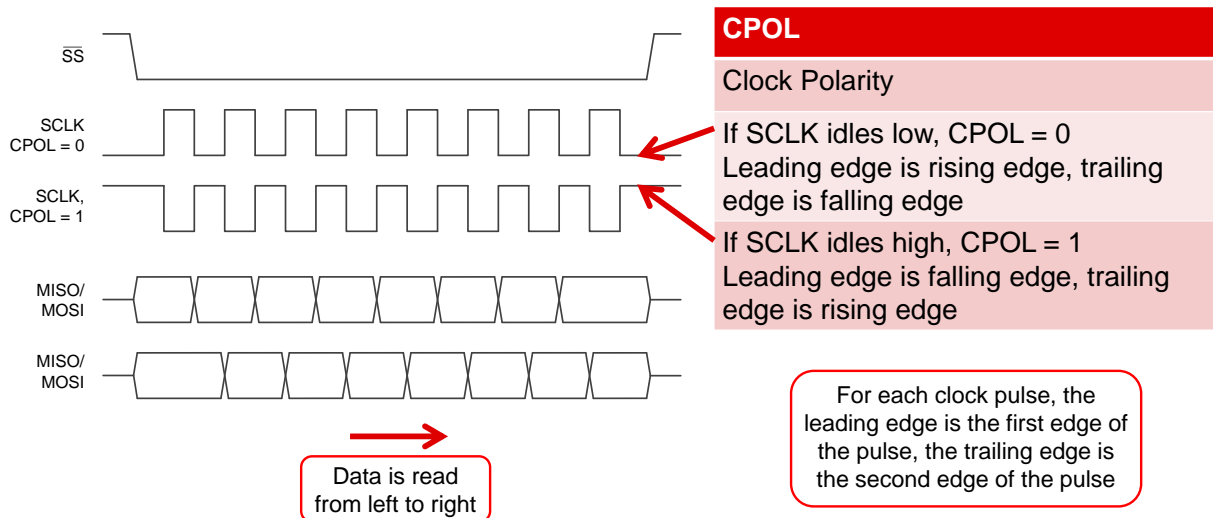 SS
SCLK
CPOL = 0
SCLK,
CPOL = 1
MISO/
MOSI
MISO/
MOSI
Data is read
from left to right
CPOL
Clock Polarity
If SCLK idles low, CPOL = 0
Leading edge is rising edge, trailing
edge is falling edge
If SCLK idles high, CPOL = 1
Leading edge is falling edge, trailing
edge is rising edge
For each clock pulse, the
leading edge is the first edge of
the pulse, the trailing edge is
the second edge of the pulse